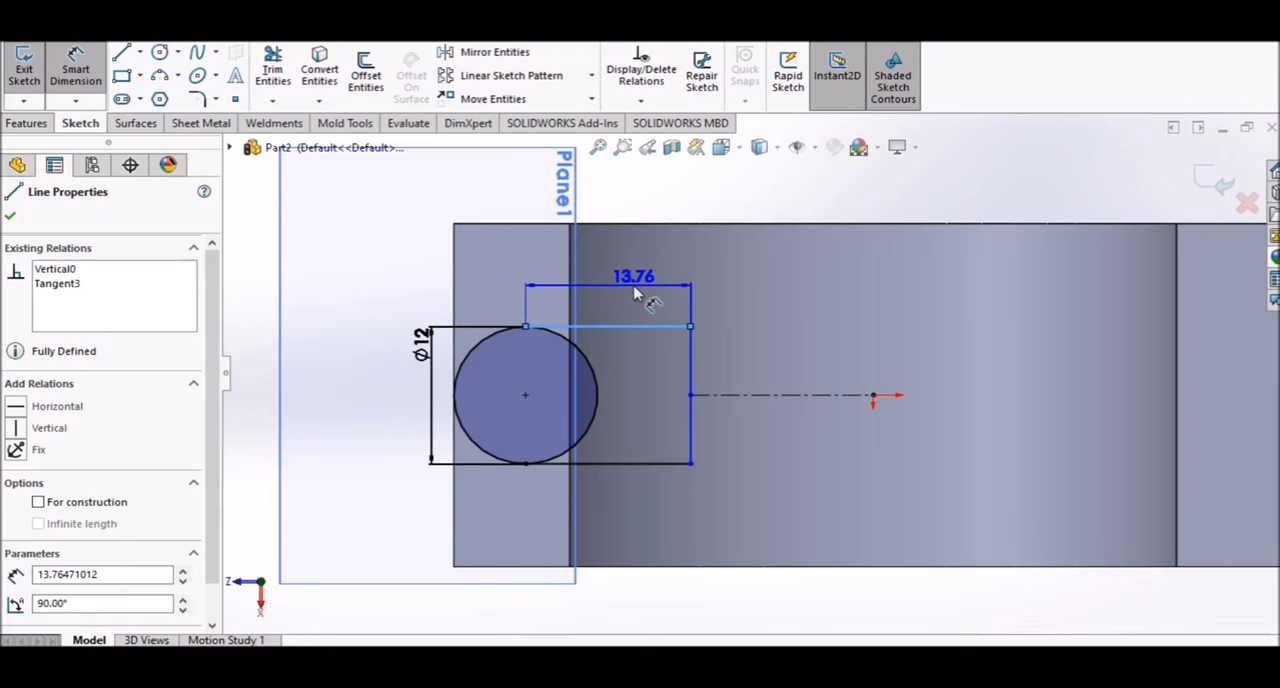 Exit Sketch
Smart Dimension
Trim Entities
Convert Entities
Offset Entities
Offset On Surface
Mirror Entities
Linear Sketch Pattern
Move Entities
Display/Delete Relations
Repair Sketch
Quick Snaps
Rapid Sketch
Instant2D
Shaded Sketch Contours
Features
Sketch
Surfaces
Sheet Metal
Weldments
Mold Tools
Evaluate
DimXpert
SOLIDWORKS Add-Ins
SOLIDWORKS MBD
Part2 (Default<<Default>...
Line Properties
Existing Relations
Vertical0
Tangent3
Fully Defined
Add Relations
Horizontal
Vertical
Fix
Options
For construction
Infinite length
Parameters
13.76471012
90.00°
Plane1
13.76
Ø12
Z
X
Model
3D Views
Motion Study 1